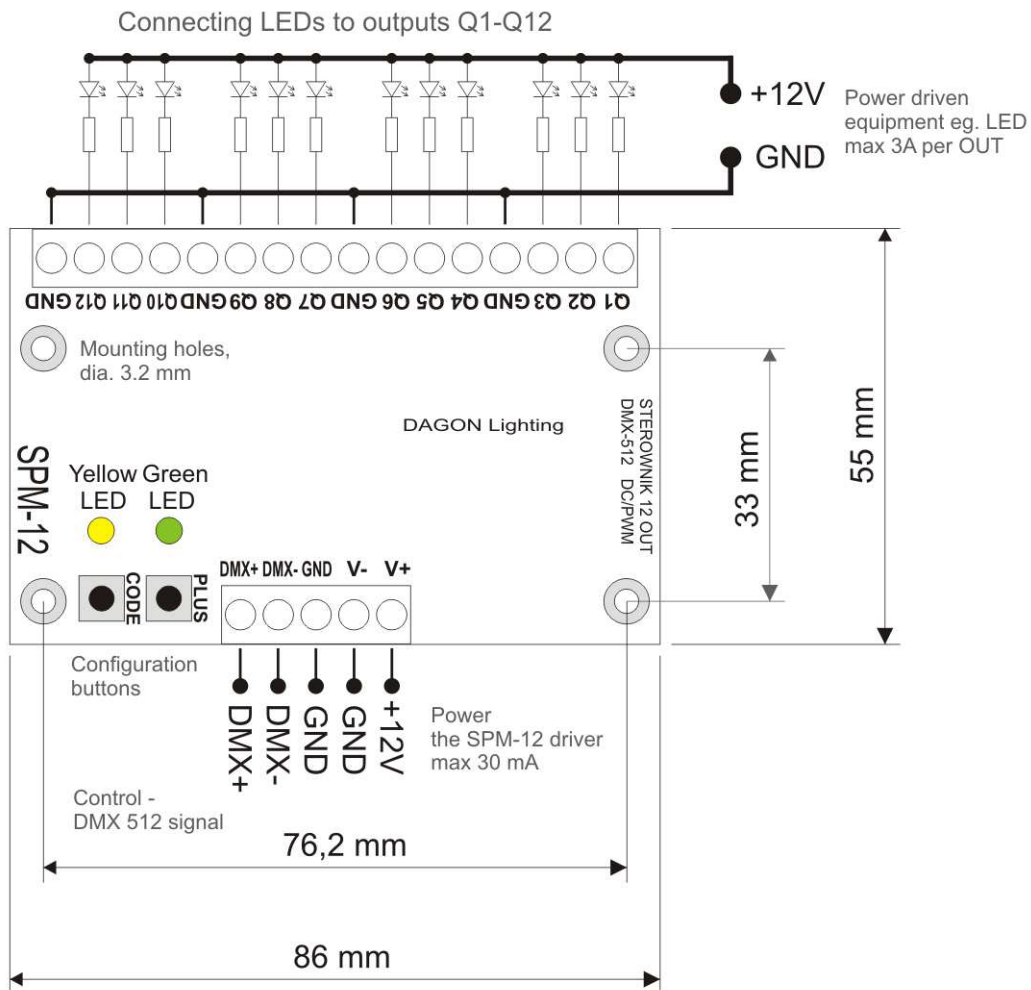 Connecting LEDs to outputs Q1-Q12
+12V
Power driven
equipment eg. LED
max 3A per OUT
GND
GND Q12 Q11 Q10 GND Q9 Q8 Q7 GND Q6 Q5 Q4 GND Q3 Q2 Q1
Mounting holes,
dia. 3.2 mm
DAGON Lighting
STEROWNIK 12 OUT
DMX-512 DC/PWM
33 mm
55 mm
SPM-12
Yellow Green
LED LED
CODE
PLUS
DMX+ DMX- GND V- V+
Configuration
buttons
DMX+
DMX-
GND
GND
+12V
Power
the SPM-12 driver
max 30 mA
Control -
DMX 512 signal
76,2 mm
86 mm